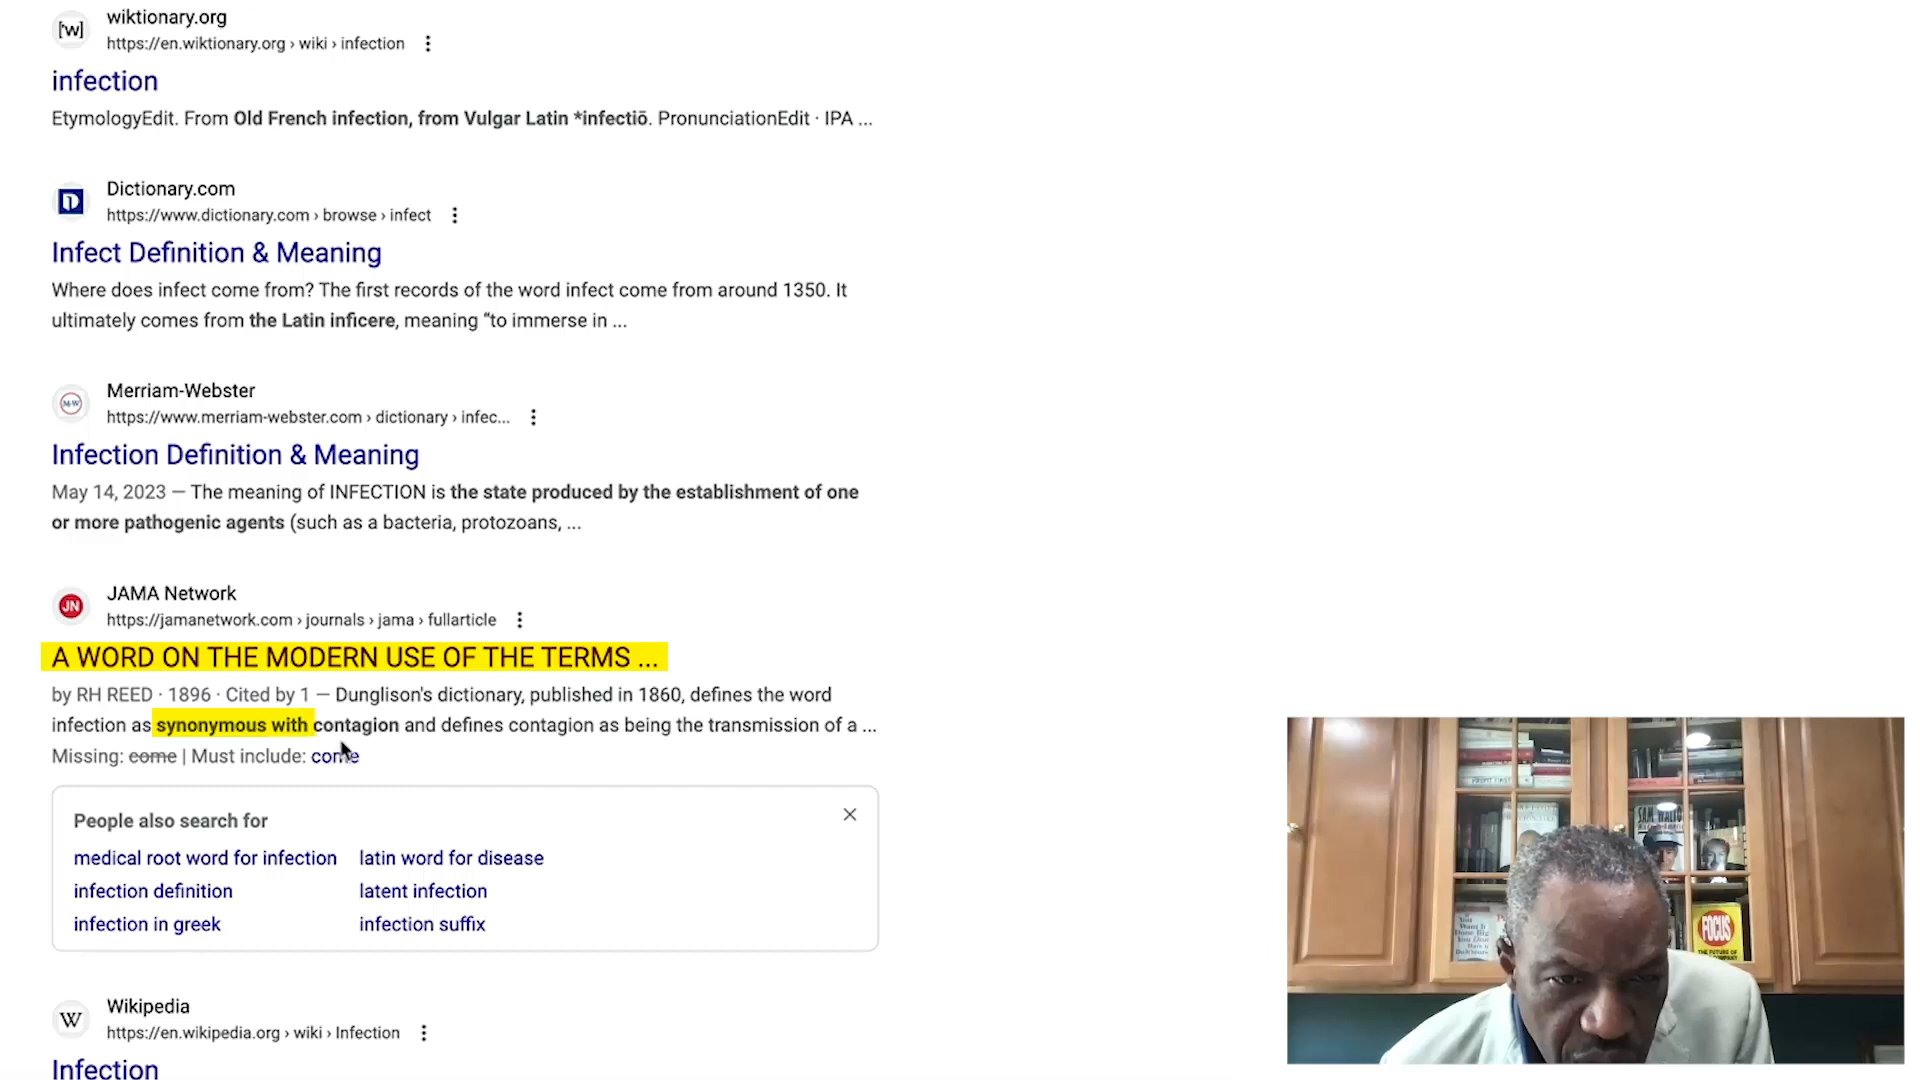 ['w]
wiktionary.org
https://en.wiktionary.org › wiki › infection
infection
EtymologyEdit. From Old French infection, from Vulgar Latin *infectiō. PronunciationEdit · IPA ...
Dictionary.com
https://www.dictionary.com › browse › infect
Infect Definition & Meaning
Where does infect come from? The first records of the word infect come from around 1350. It
ultimately comes from the Latin inficere, meaning “to immerse in ...
M-W
Merriam-Webster
https://www.merriam-webster.com › dictionary › infec...
Infection Definition & Meaning
May 14, 2023 — The meaning of INFECTION is the state produced by the establishment of one
or more pathogenic agents (such as a bacteria, protozoans, ...
JN
JAMA Network
https://jamanetwork.com › journals › jama › fullarticle
A WORD ON THE MODERN USE OF THE TERMS ...
by RH REED · 1896 · Cited by 1 — Dunglison's dictionary, published in 1860, defines the word
infection as synonymous with contagion and defines contagion as being the transmission of a ...
Missing: come | Must include: come
People also search for
medical root word for infection
latin word for disease
infection definition
latent infection
infection in greek
infection suffix
W
Wikipedia
https://en.wikipedia.org › wiki › Infection
Infection
SAM WALTON
FOCUS